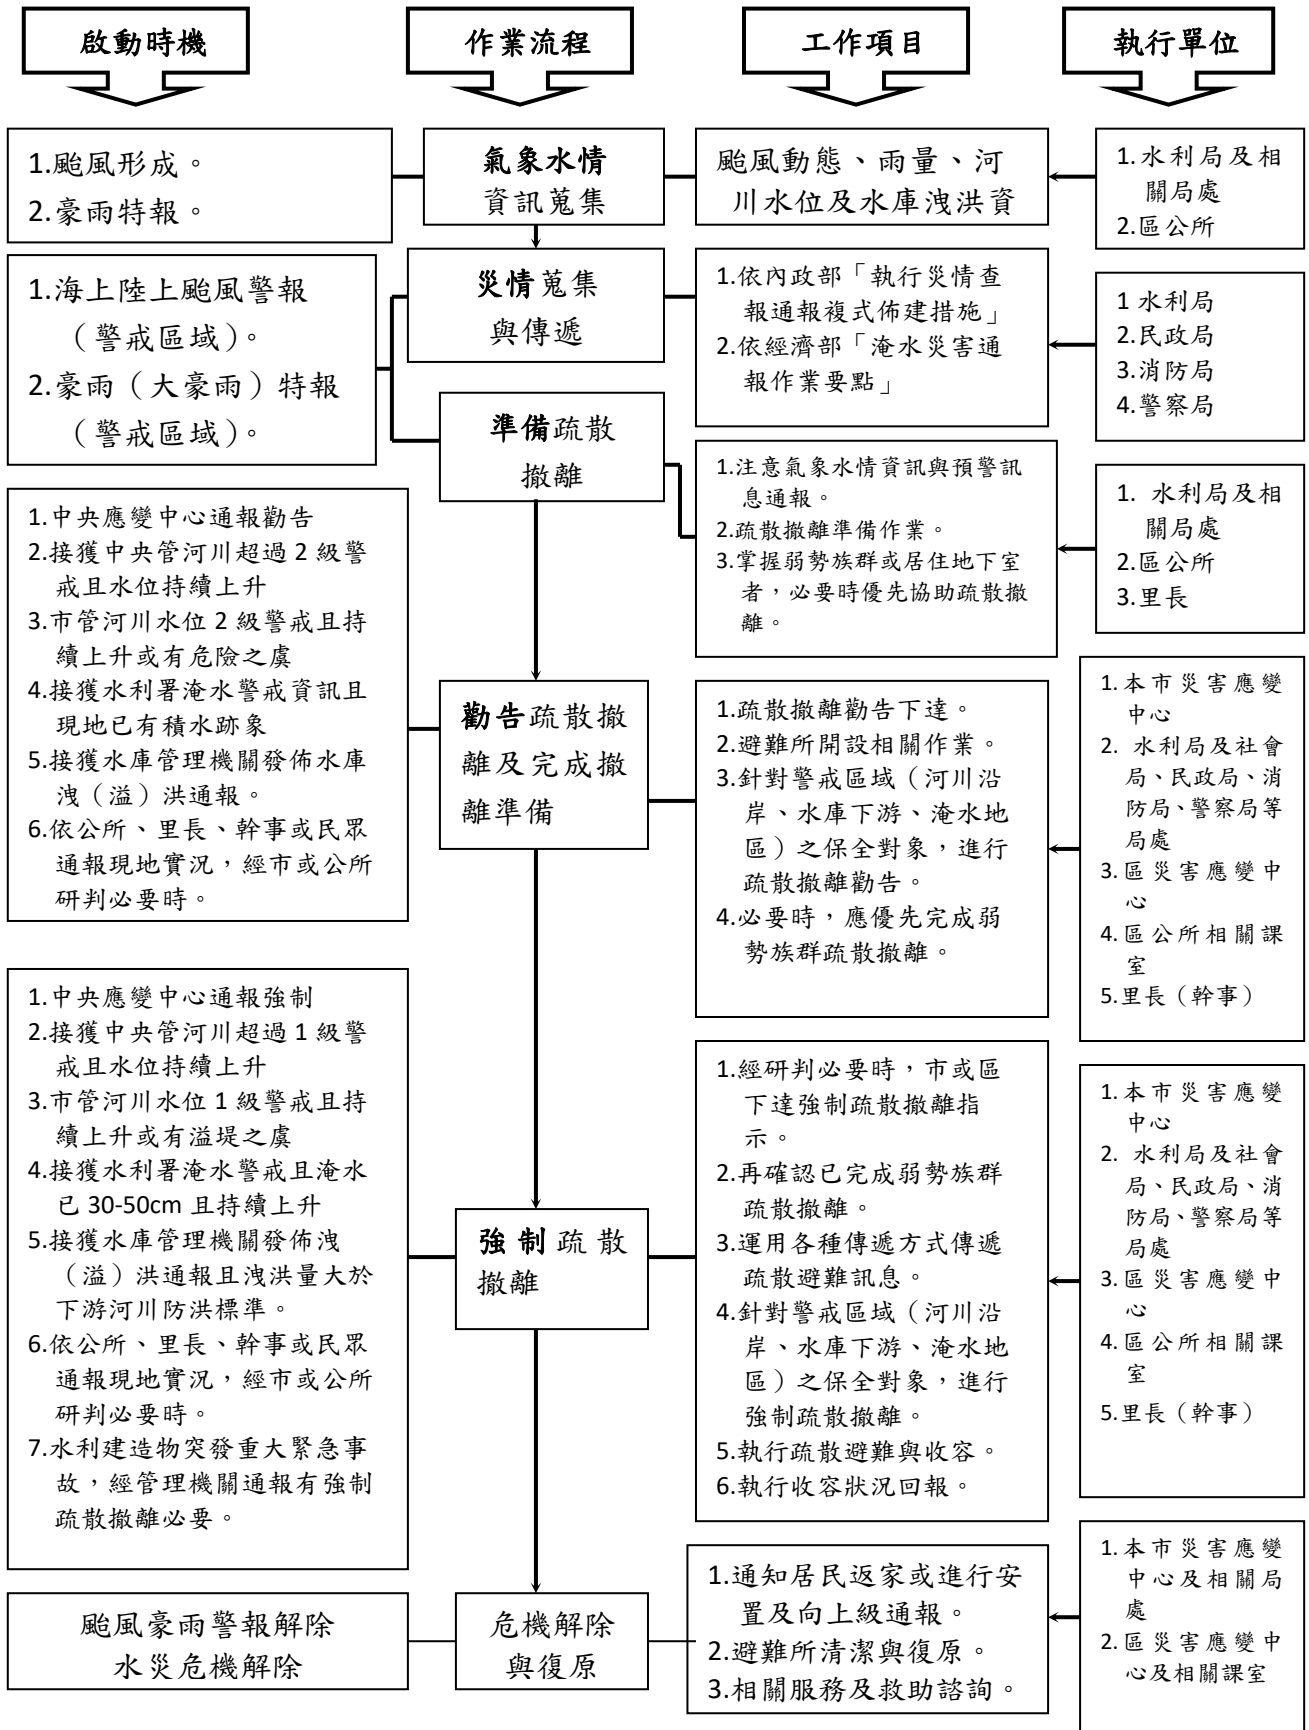 啟動時機
作業流程
工作項目
執行單位
1.颱風形成。
2.豪雨特報。
氣象水情
資訊蒐集
颱風動態、雨量、河
川水位及水庫洩洪資
1.水利局及相
關局處
2.區公所
1.海上陸上颱風警報
（警戒區域）。
2.豪雨（大豪雨）特報
（警戒區域）。
災情蒐集
與傳遞
1.依內政部「執行災情查
報通報複式佈建措施」
2.依經濟部「淹水災害通
報作業要點」
1 水利局
2.民政局
3.消防局
4.警察局
準備疏散
撤離
1.注意氣象水情資訊與預警訊
息通報。
2.疏散撤離準備作業。
3.掌握弱勢族群或居住地下室
者，必要時優先協助疏散撤
離。
1. 水利局及相
關局處
2.區公所
3.里長
1.中央應變中心通報勸告
2.接獲中央管河川超過 2 級警
戒且水位持續上升
3.市管河川水位 2 級警戒且持
續上升或有危險之虞
4.接獲水利署淹水警戒資訊且
現地已有積水跡象
5.接獲水庫管理機關發佈水庫
洩（溢）洪通報。
6.依公所、里長、幹事或民眾
通報現地實況，經市或公所
研判必要時。
勸告疏散撤
離及完成撤
離準備
1.疏散撤離勸告下達。
2.避難所開設相關作業。
3.針對警戒區域（河川沿
岸、水庫下游、淹水地
區）之保全對象，進行
疏散撤離勸告。
4.必要時，應優先完成弱
勢族群疏散撤離。
1.本市災害應變
中心
2. 水利局及社會
局、民政局、消
防局、警察局等
局處
3.區災害應變中
心
4.區公所相關課
室
5.里長（幹事）
1.中央應變中心通報強制
2.接獲中央管河川超過 1 級警
戒且水位持續上升
3.市管河川水位 1 級警戒且持
續上升或有溢堤之虞
4.接獲水利署淹水警戒且淹水
已 30-50cm 且持續上升
5.接獲水庫管理機關發佈洩
（溢）洪通報且洩洪量大於
下游河川防洪標準。
6.依公所、里長、幹事或民眾
通報現地實況，經市或公所
研判必要時。
7.水利建造物突發重大緊急事
故，經管理機關通報有強制
疏散撤離必要。
強制疏散
撤離
1.經研判必要時，市或區
下達強制疏散撤離指
示。
2.再確認已完成弱勢族群
疏散撤離。
3.運用各種傳遞方式傳遞
疏散避難訊息。
4.針對警戒區域（河川沿
岸、水庫下游、淹水地
區）之保全對象，進行
強制疏散撤離。
5.執行疏散避難與收容。
6.執行收容狀況回報。
1.本市災害應變
中心
2. 水利局及社會
局、民政局、消
防局、警察局等
局處
3.區災害應變中
心
4.區公所相關課
室
5.里長（幹事）
颱風豪雨警報解除
水災危機解除
危機解除
與復原
1.通知居民返家或進行安
置及向上級通報。
2.避難所清潔與復原。
3.相關服務及救助諮詢。
1.本市災害應變
中心及相關局
處
2.區災害應變中
心及相關課室